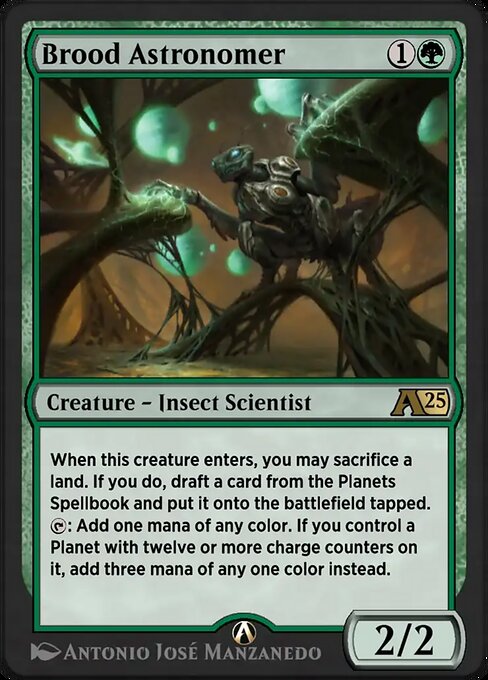 Brood Astronomer 1
Creature – Insect Scientist A25
When this creature enters, you may sacrifice a
land. If you do, draft a card from the Planets
Spellbook and put it onto the battlefield tapped.
: Add one mana of any color. If you control a
Planet with twelve or more charge counters on
it, add three mana of any one color instead.
2/2
Antonio José Manzanedo